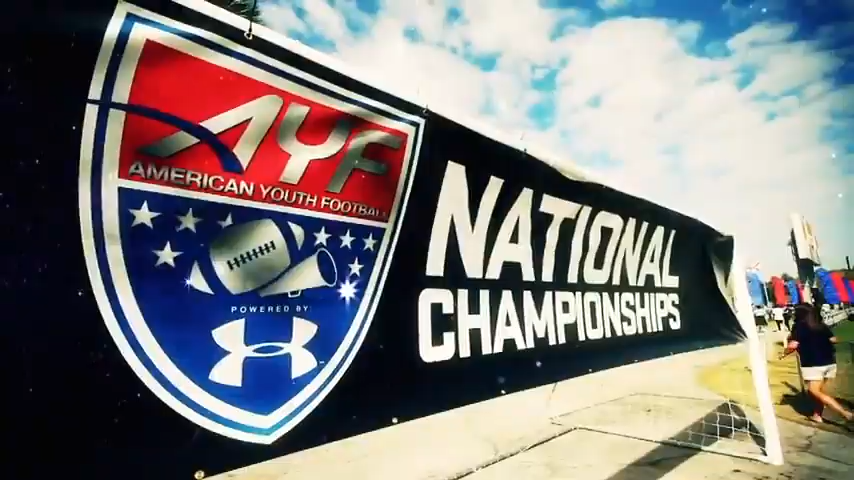 AYF
AMERICAN YOUTH FOOTBALL
POWERED BY
NATIONAL
CHAMPIONSHIPS